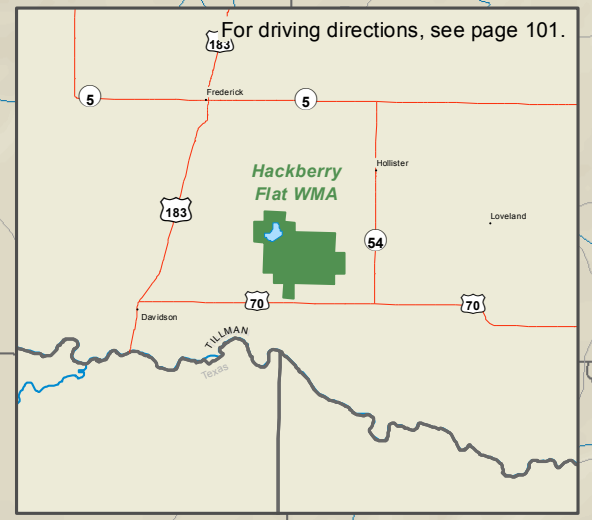 For driving directions, see page 101.
183
Frederick
5
5
Hollister
Hackberry
Flat WMA
183
Loveland
54
70
70
Davidson
TILLMAN
Texas